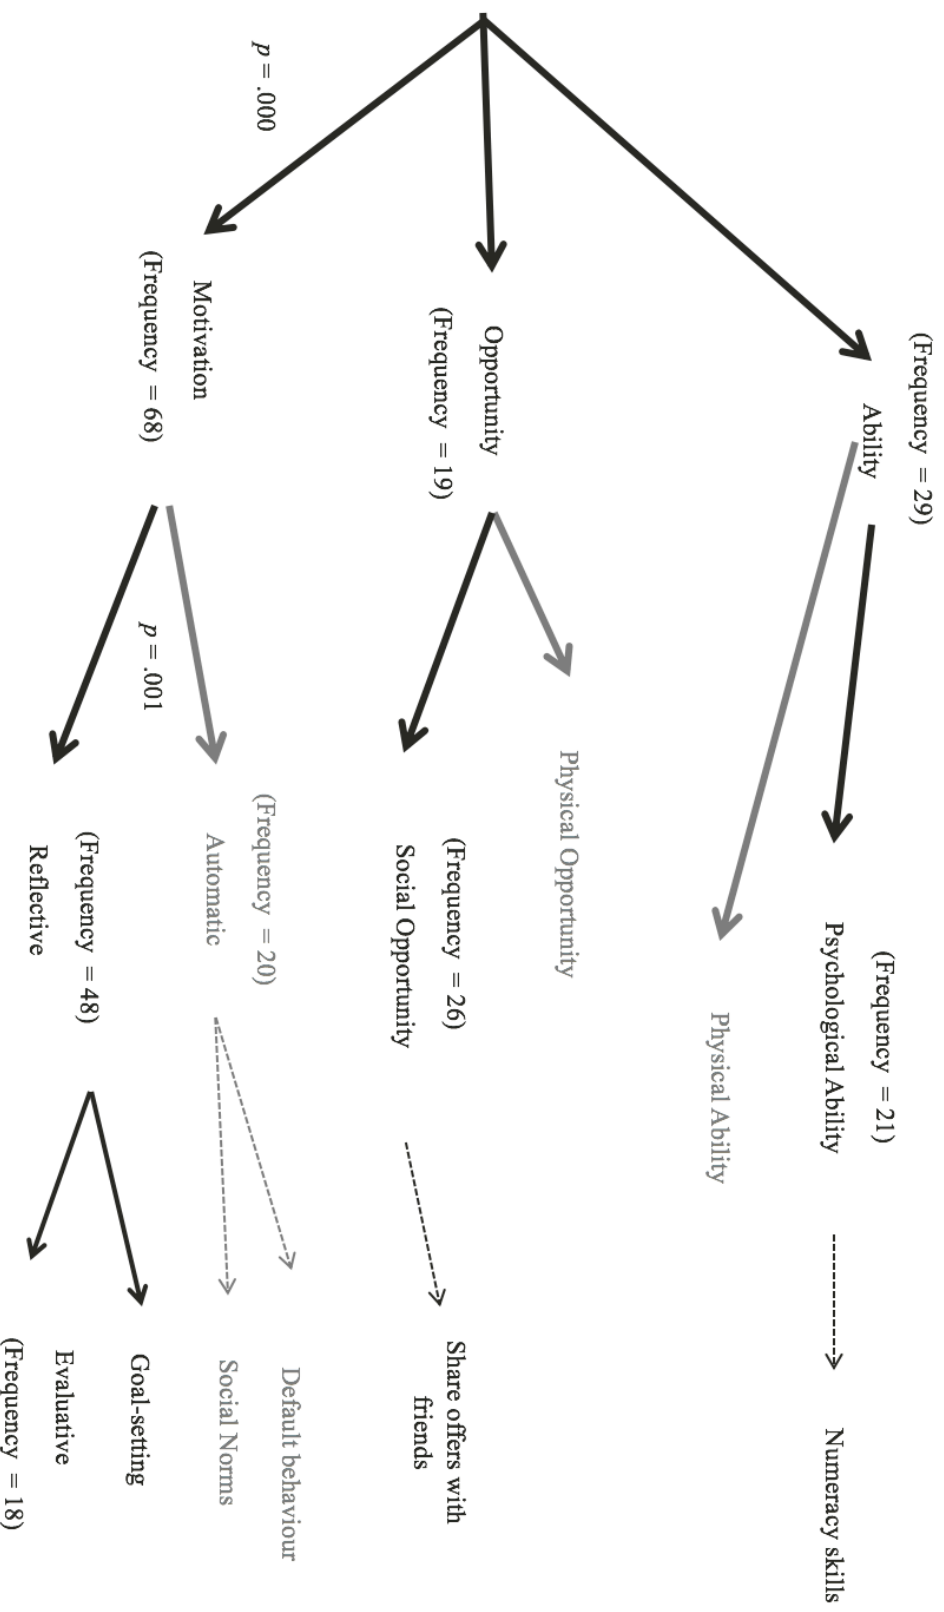 (Frequency = 29)
Ability
(Frequency = 21)
Psychological Ability
Numeracy skills
Physical Ability
Physical Opportunity
Opportunity
(Frequency = 19)
(Frequency = 26)
Social Opportunity
Share offers with
friends
p = .000
Motivation
(Frequency = 68)
p = .001
(Frequency = 20)
Automatic
Default behaviour
Social Norms
(Frequency = 48)
Reflective
Goal-setting
Evaluative
(Frequency = 18)